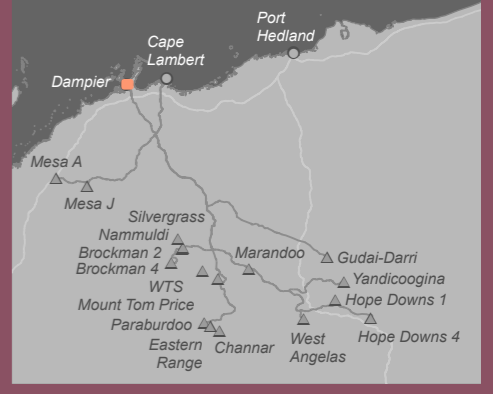 Port
Hedland
Cape
Lambert
Dampier
Mesa A
Mesa J
Silvergrass
Nammuldi
Brockman 2
Brockman 4
Marandoo
Gudai-Darri
Yandicoogina
WTS
Hope Downs 1
Mount Tom Price
Paraburdoo
Eastern
Range
Channar
West
Angelas
Hope Downs 4